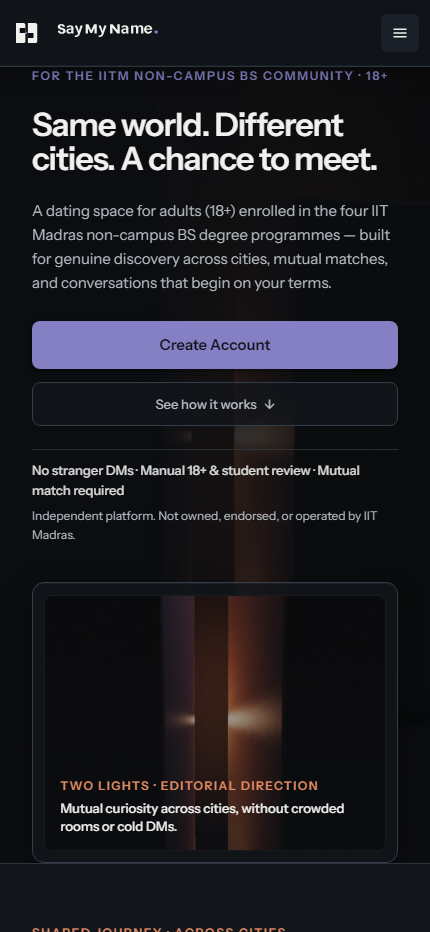 Say My Name.
FOR THE IITM NON-CAMPUS BS COMMUNITY · 18+
Same world. Different
cities. A chance to meet.
A dating space for adults (18+) enrolled in the four IIT
Madras non-campus BS degree programmes — built
for genuine discovery across cities, mutual matches,
and conversations that begin on your terms.
Create Account
See how it works ↓
No stranger DMs · Manual 18+ & student review · Mutual
match required
Independent platform. Not owned, endorsed, or operated by IIT
Madras.
TWO LIGHTS · EDITORIAL DIRECTION
Mutual curiosity across cities, without crowded
rooms or cold DMs.
SHARED JOURNEY · ACROSS CITIES